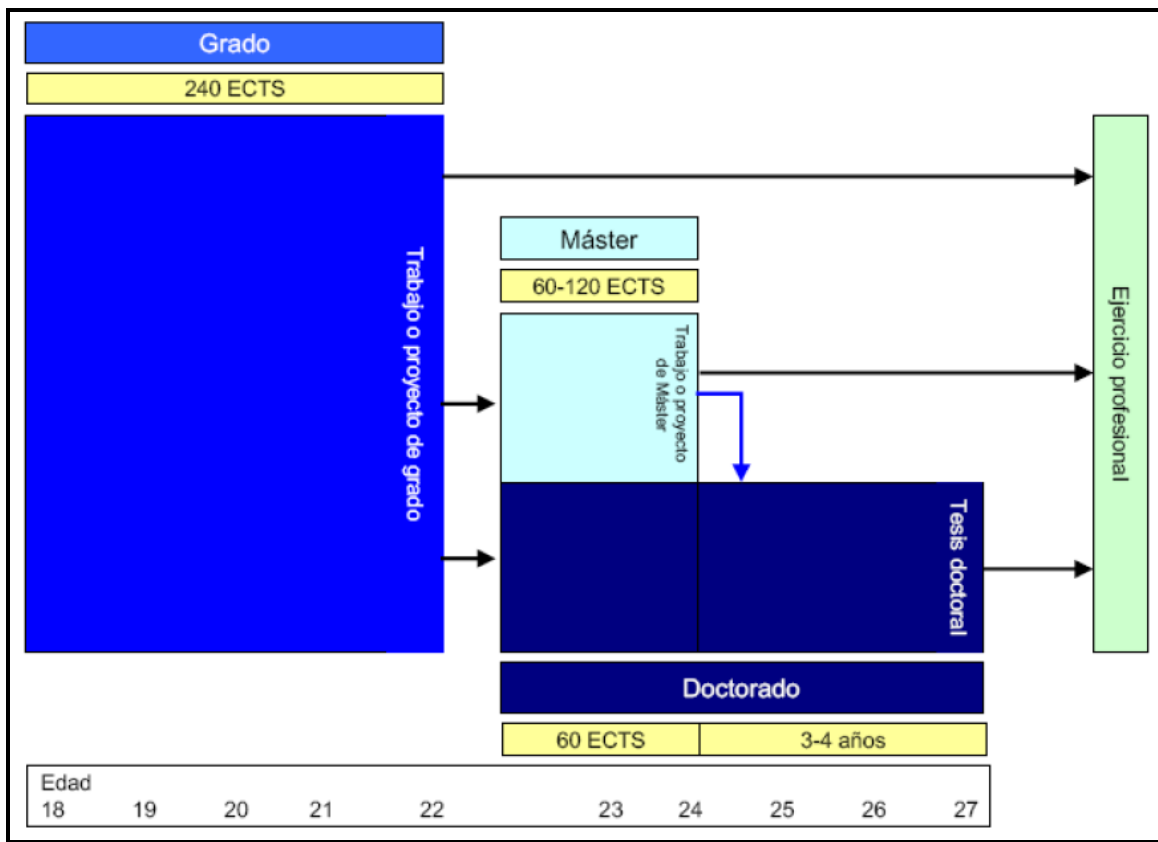 Grado
240 ECTS
Trabajo o proyecto de grado
Máster
60-120 ECTS
Trabajo o proyecto
de Máster
Ejercicio profesional
Tesis doctoral
Doctorado
60 ECTS
3-4 años
Edad
18 19 20 21 22 23 24 25 26 27